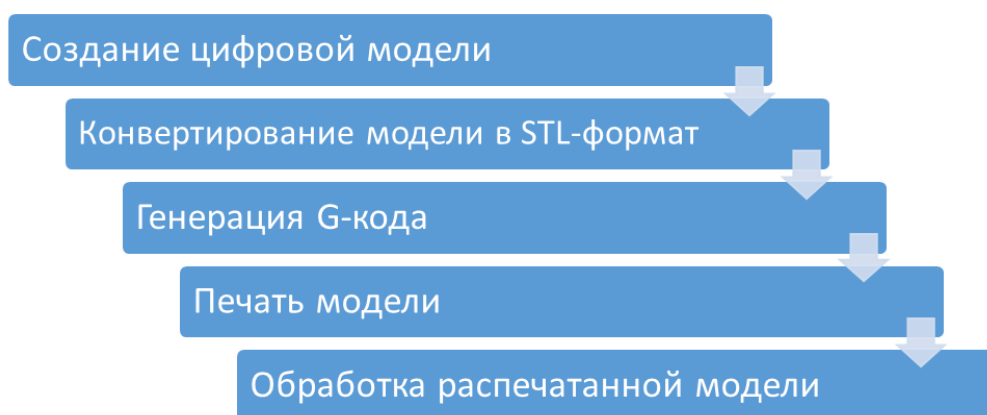 Создание цифровой модели
Конвертирование модели в STL-формат
Генерация G-кода
Печать модели
Обработка распечатанной модели